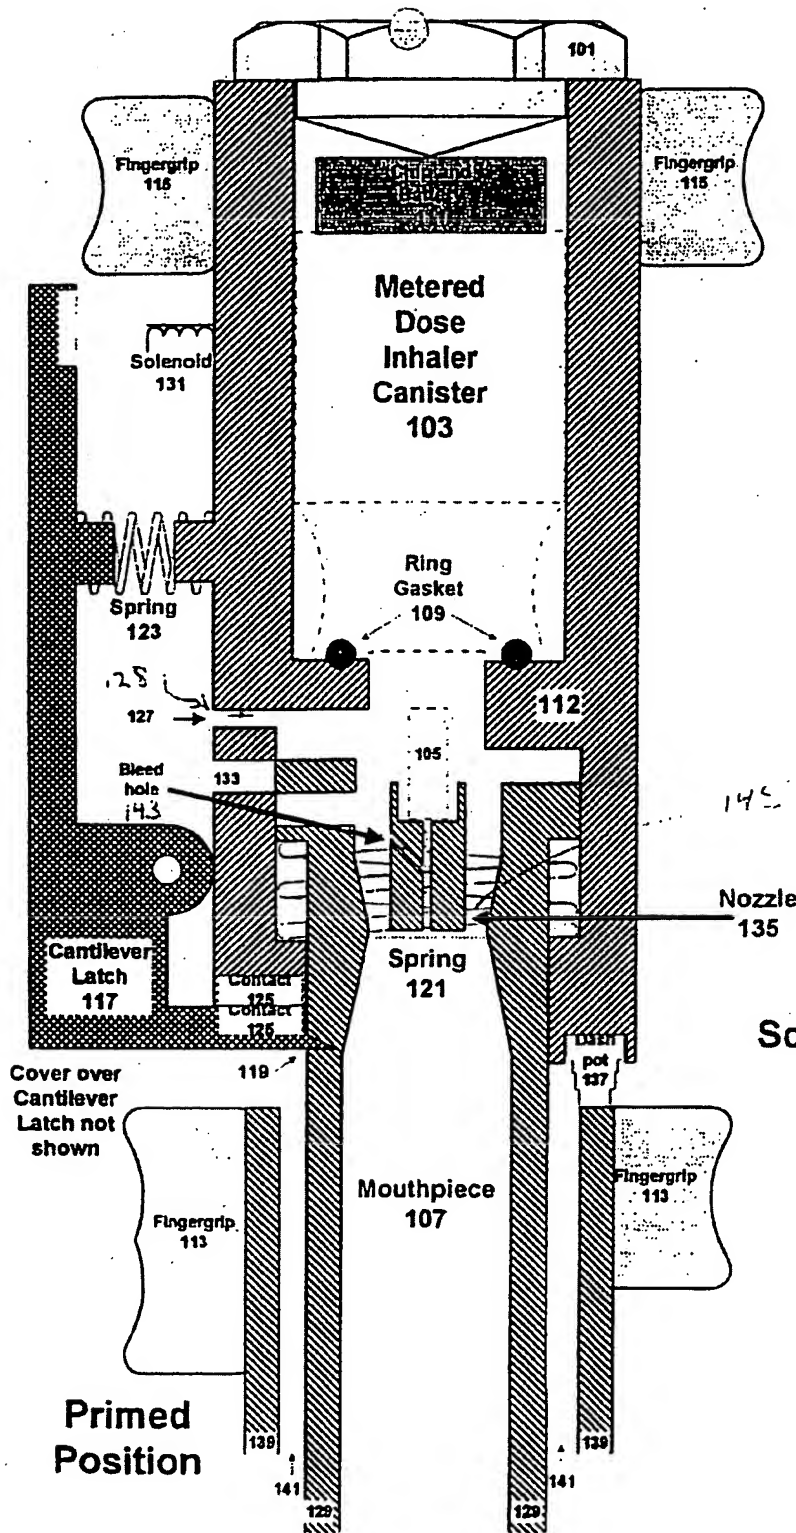 101
Fingergrip
115
Fingergrip
115
Chip and
Battery
Metered
Dose
Inhaler
Canister
103
Solenoid
131
Ring
Gasket
109
Spring
123
128
127
112
133
105
Bleed
hole
143
Nozzle
135
Spring
121
Cantilever
Latch
117
Contact
125
Contact
125
Dash
pot
137
119
Cover over
Cantilever
Latch not
shown
Mouthpiece
107
Fingergrip
113
Fingergrip
113
Primed
Position
139
139
141
141
129
129